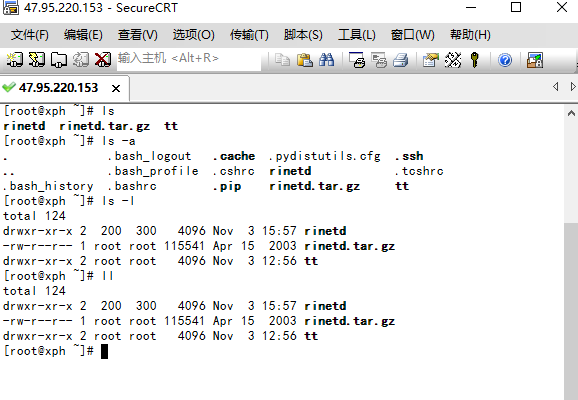 47.95.220.153 - SecureCRT
文件(F) 编辑(E) 查看(V) 选项(O) 传输(T) 脚本(S) 工具(L) 窗口(W) 帮助(H)
输入主机 <Alt+R>
47.95.220.153
[root@xph ~]# ls
rinetd rinetd.tar.gz tt
[root@xph ~]# ls -a
. .bash_logout .cache .pydistutils.cfg .ssh
.. .bash_profile .cshrc rinetd .tcshrc
.bash_history .bashrc .pip rinetd.tar.gz tt
[root@xph ~]# ls -l
total 124
drwxr-xr-x 2 200 300 4096 Nov 3 15:57 rinetd
-rw-r--r-- 1 root root 115541 Apr 15 2003 rinetd.tar.gz
drwxr-xr-x 2 root root 4096 Nov 3 12:56 tt
[root@xph ~]# ll
total 124
drwxr-xr-x 2 200 300 4096 Nov 3 15:57 rinetd
-rw-r--r-- 1 root root 115541 Apr 15 2003 rinetd.tar.gz
drwxr-xr-x 2 root root 4096 Nov 3 12:56 tt
[root@xph ~]#